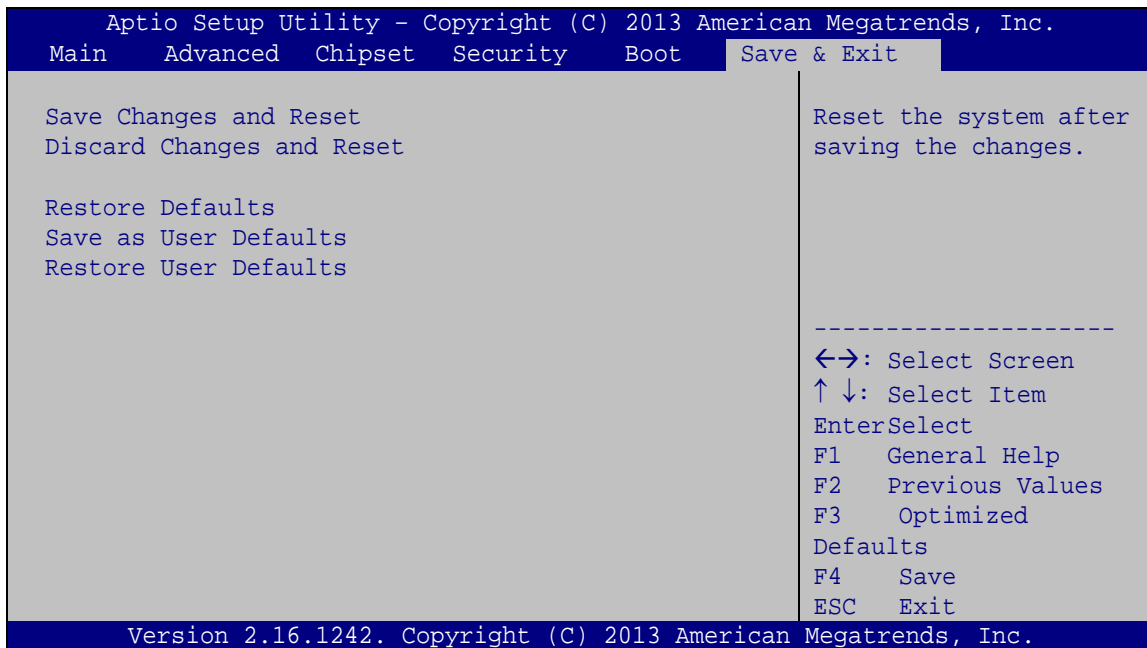 Aptio Setup Utility – Copyright (C) 2013 American Megatrends, Inc.
Main Advanced Chipset Security Boot Save & Exit
Save Changes and Reset
Discard Changes and Reset
Restore Defaults
Save as User Defaults
Restore User Defaults
Reset the system after
saving the changes.
---------------------
←→: Select Screen
↑ ↓: Select Item
EnterSelect
F1 General Help
F2 Previous Values
F3 Optimized
Defaults
F4 Save
ESC Exit
Version 2.16.1242. Copyright (C) 2013 American Megatrends, Inc.